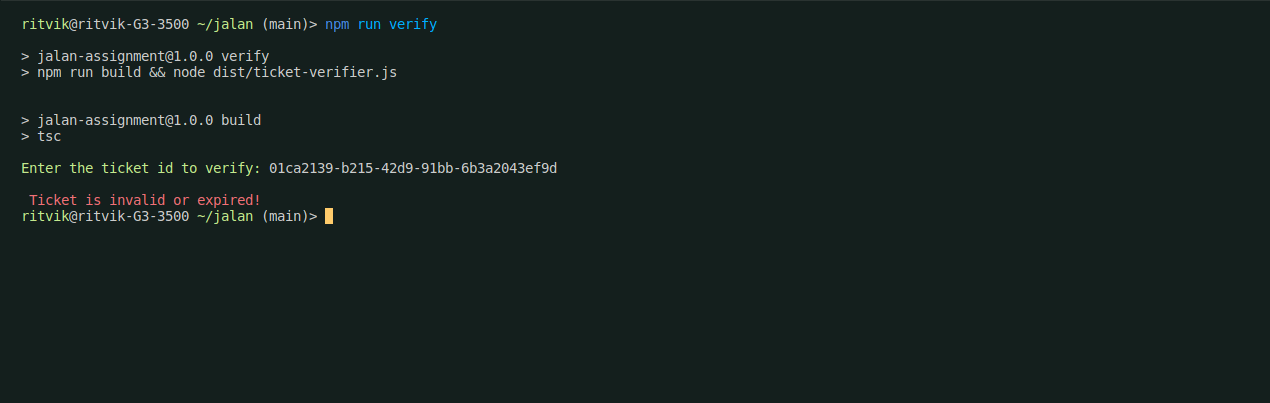 ritvik@ritvik-G3-3500 ~/jalan (main)> npm run verify
> jalan-assignment@1.0.0 verify
> npm run build && node dist/ticket-verifier.js
> jalan-assignment@1.0.0 build
> tsc
Enter the ticket id to verify: 01ca2139-b215-42d9-91bb-6b3a2043ef9d
Ticket is invalid or expired!
ritvik@ritvik-G3-3500 ~/jalan (main)>